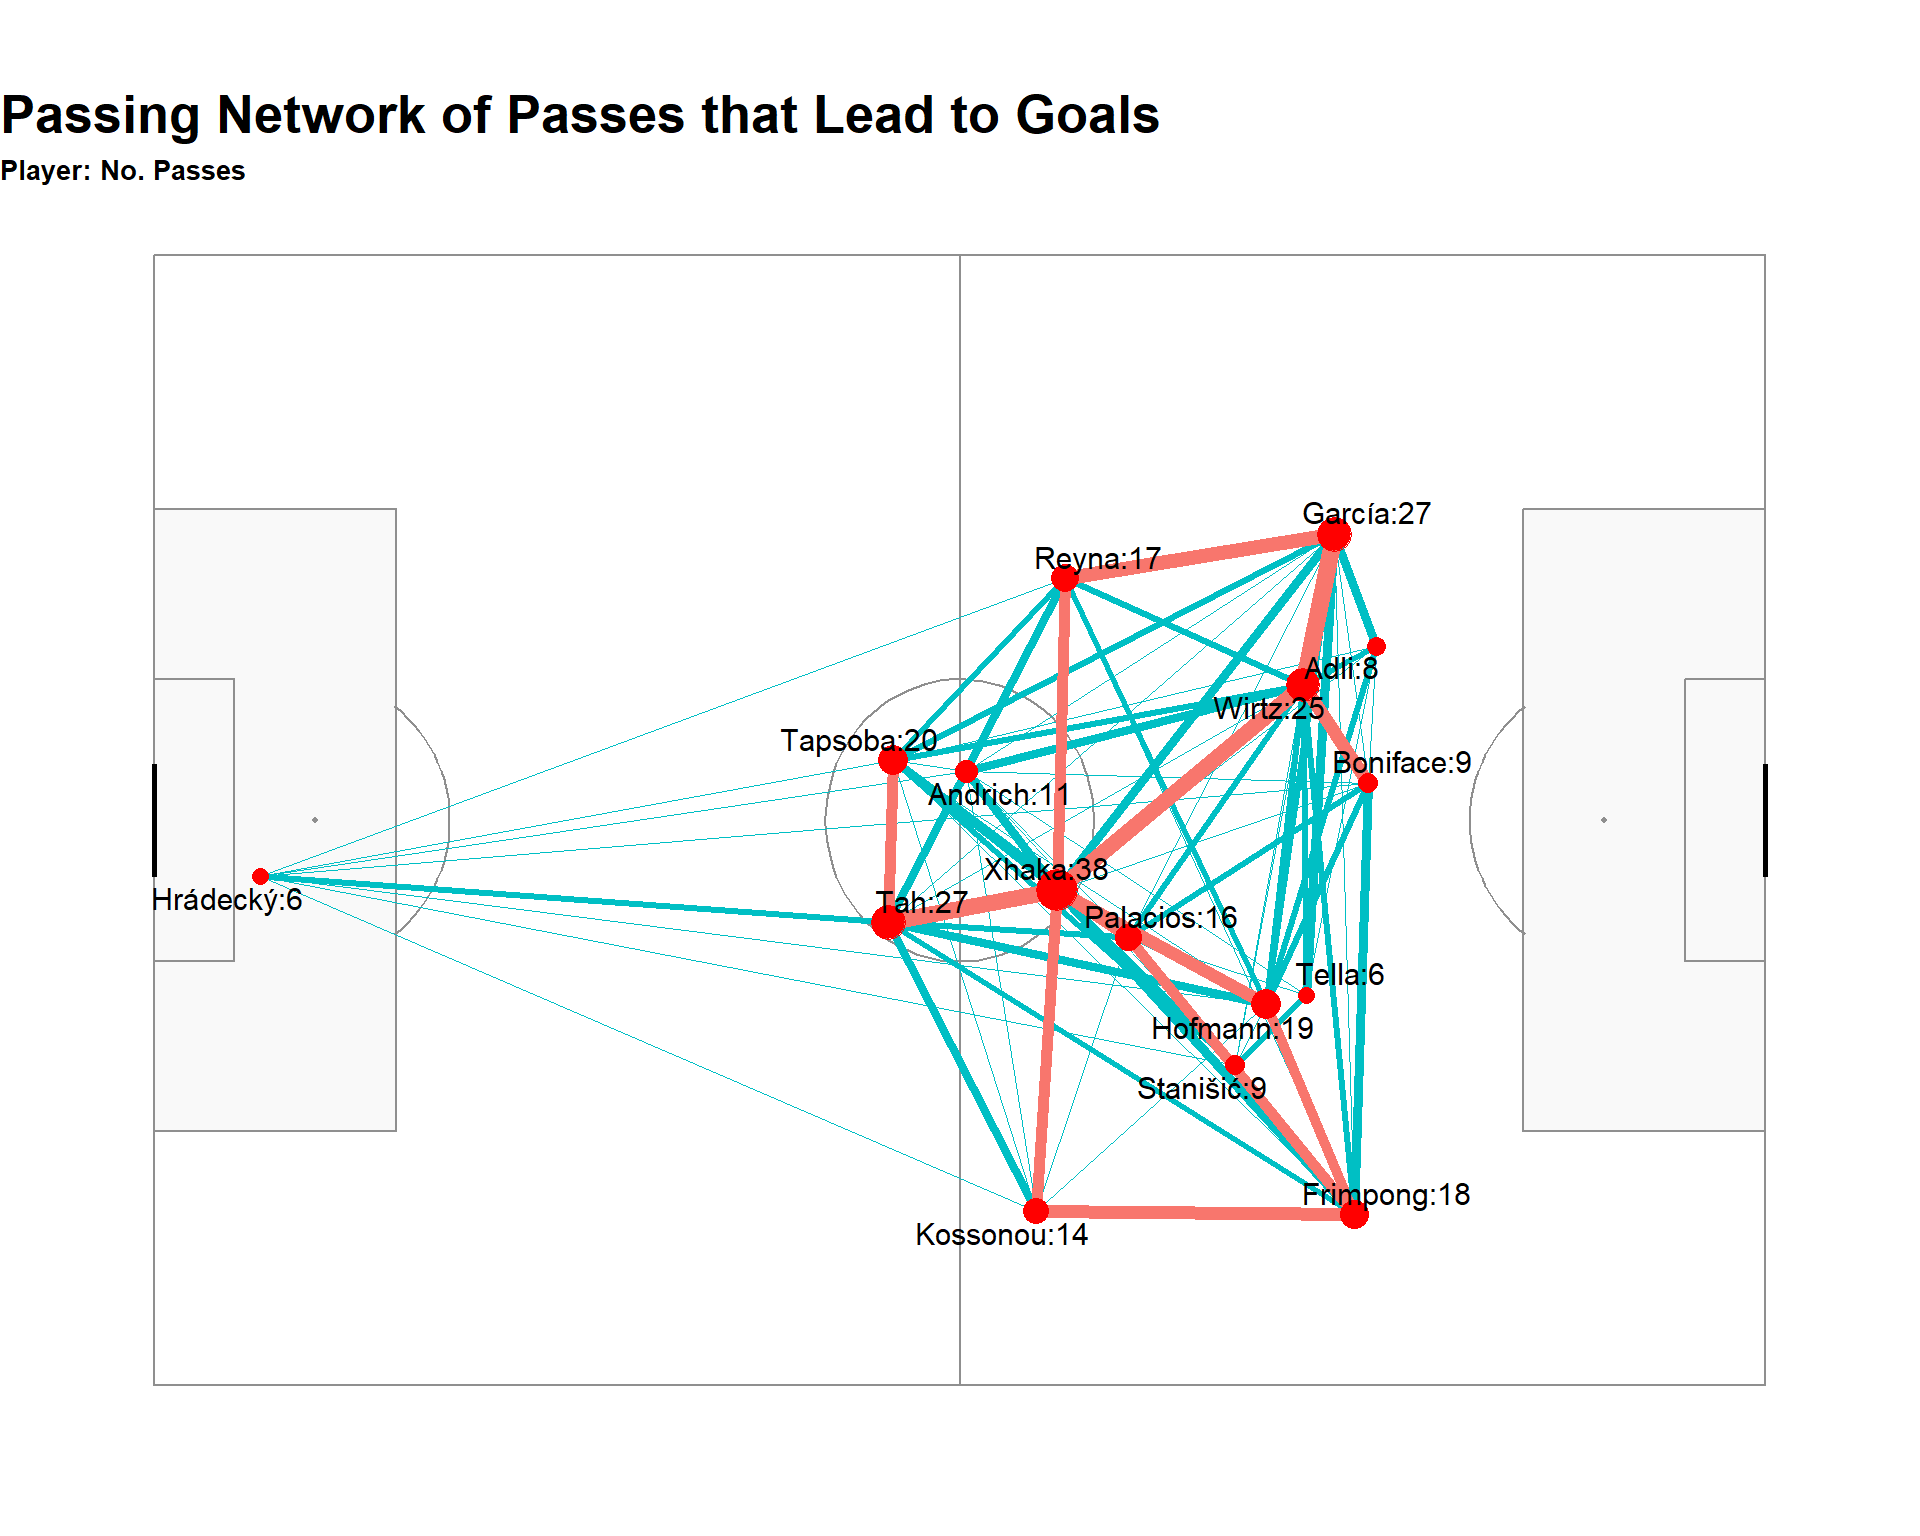 Passing Network of Passes that Lead to Goals
Player: No. Passes
García:27
Reyna:17
Adli:8
Wirtz:25
Tapsoba:20
Boniface:9
Andrich:11
Xhaka:38
Hrádecký:6
Tah:27
Palacios:16
Tella:6
Hofmann:19
Stanišić:9
Frimpong:18
Kossonou:14